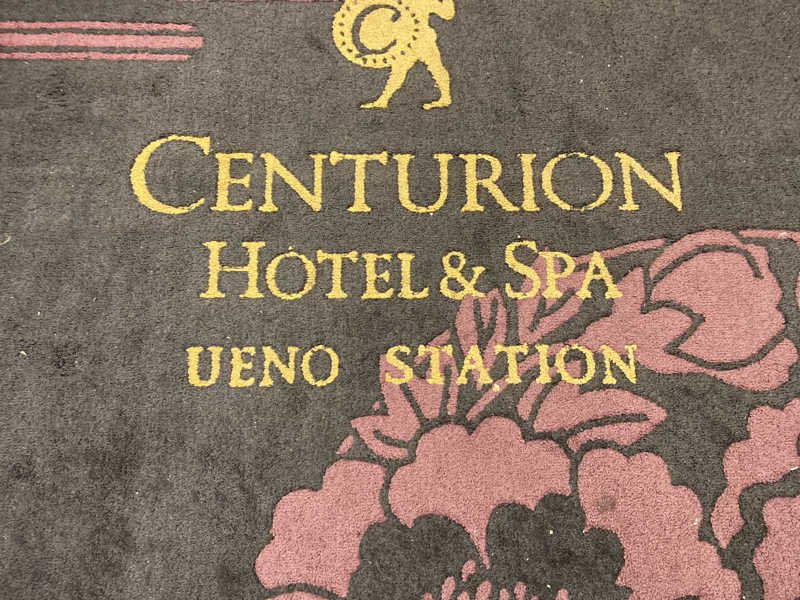 C
CENTURION
HOTEL & SPA
UENO STATION